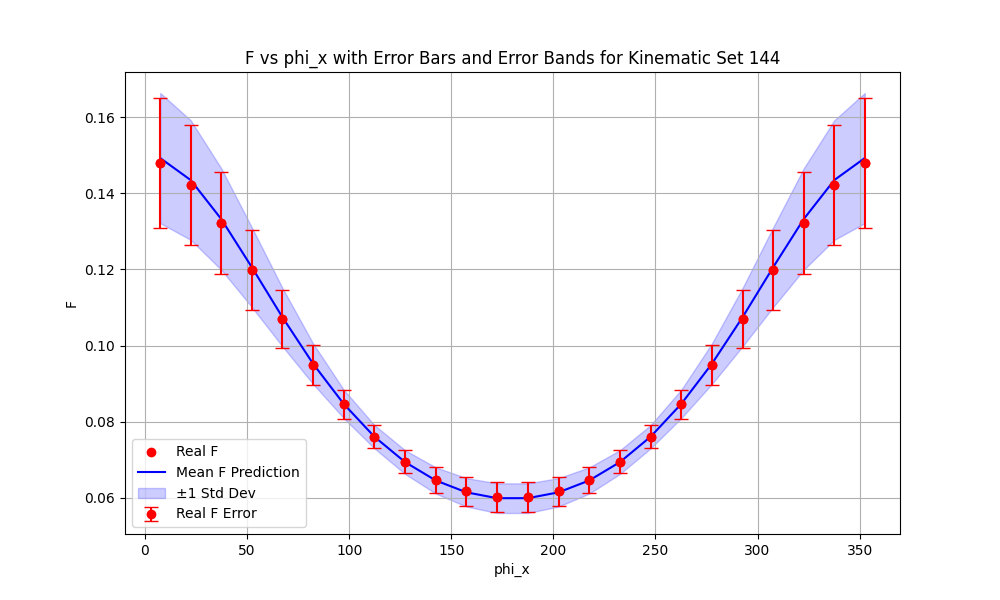 F vs phi_x with Error Bars and Error Bands for Kinematic Set 144
F
0.16
0.14
0.12
0.10
0.08
0.06
Real F
Mean F Prediction
±1 Std Dev
Real F Error
0 50 100 150 200 250 300 350
phi_x